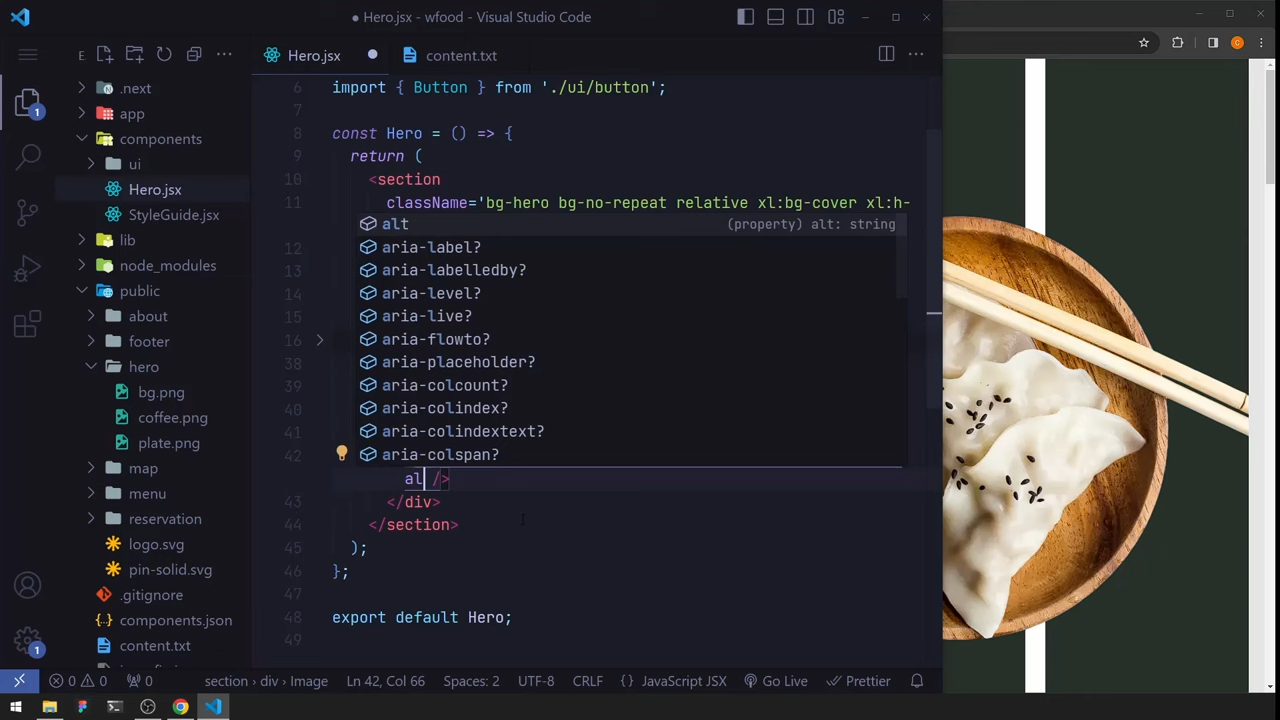 Hero.jsx - wfood - Visual Studio Code
E
Hero.jsx
content.txt
.next
app
components
ui
Hero.jsx
StyleGuide.jsx
lib
node_modules
public
about
footer
hero
bg.png
coffee.png
plate.png
map
menu
reservation
logo.svg
pin-solid.svg
.gitignore
components.json
content.txt
1
1
6 import { Button } from './ui/button';
7
8 const Hero = () => {
9 return (
10 <section
11 className='bg-hero bg-no-repeat relative xl:bg-cover xl:h-
alt (property) alt: string
12 aria-label?
13 aria-labelledby?
14 aria-level?
15 aria-live?
16 aria-flowto?
38 aria-placeholder?
39 aria-colcount?
40 aria-colindex?
41 aria-colindextext?
42 aria-colspan?
al />
43 </div>
44 </section>
45 );
46 };
47
48 export default Hero;
49
0 0 0 section > div > Image Ln 42, Col 66 Spaces: 2 UTF-8 CRLF {} JavaScript JSX Go Live Prettier
C